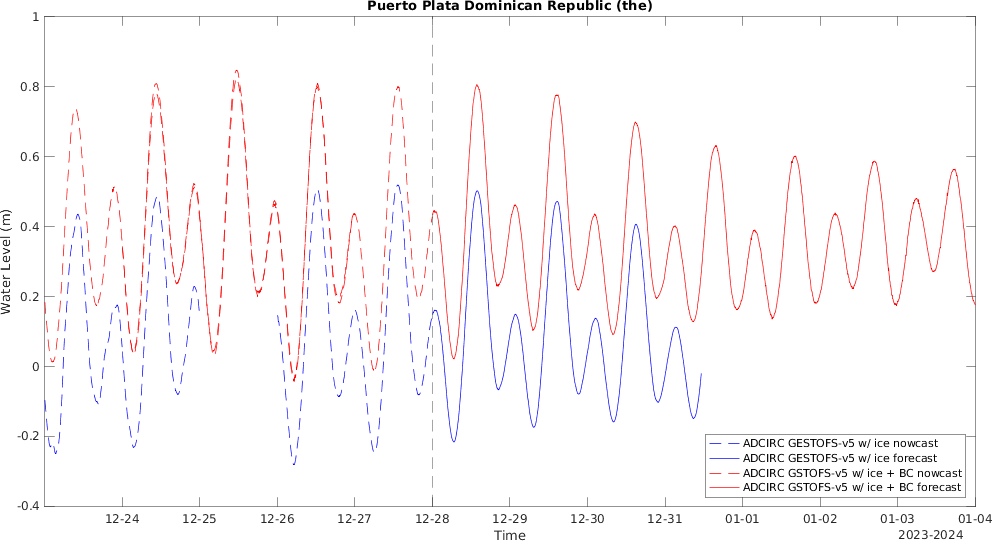 Puerto Plata Dominican Republic (the)
1
0.8
0.6
0.4
0.2
0
-0.2
-0.4
Water Level (m)
12-24 12-25 12-26 12-27 12-28 12-29 12-30 12-31 01-01 01-02 01-03 01-04
Time
2023-2024
ADCIRC GESTOFS-v5 w/ ice nowcast
ADCIRC GESTOFS-v5 w/ ice forecast
ADCIRC GSTOFS-v5 w/ ice + BC nowcast
ADCIRC GSTOFS-v5 w/ ice + BC forecast